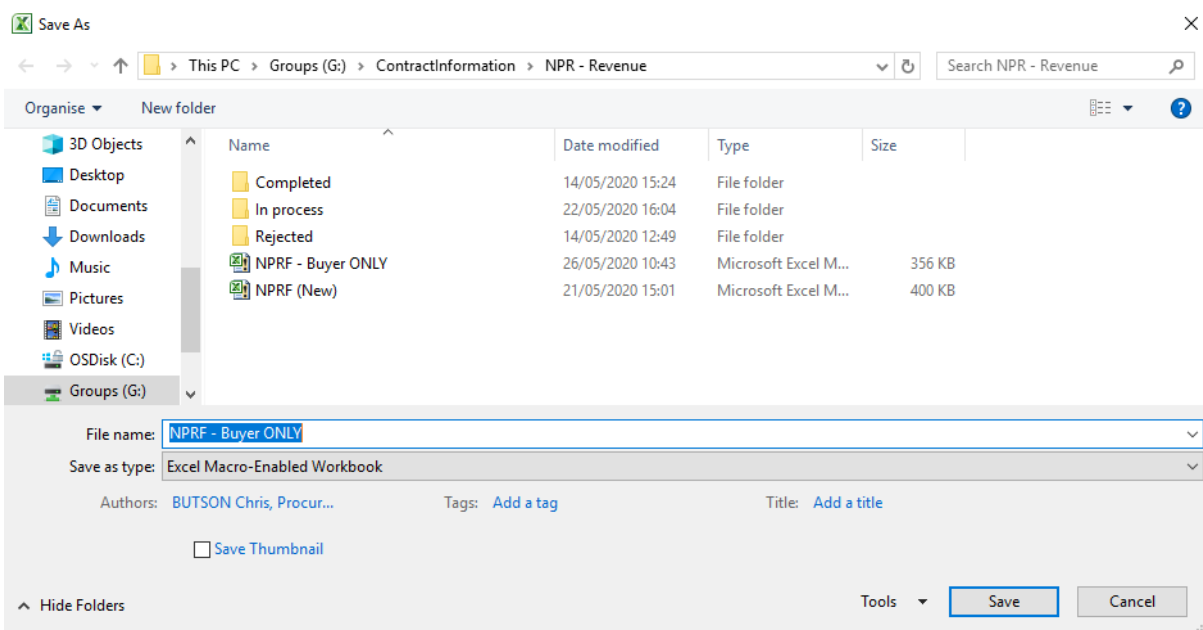 Save As
This PC > Groups (G:) > ContractInformation > NPR - Revenue
Search NPR - Revenue
Organise New folder
3D Objects
Desktop
Documents
Downloads
Music
Pictures
Videos
OSDisk (C:)
Groups (G:)
Name Date modified Type Size
Completed 14/05/2020 15:24 File folder
In process 22/05/2020 16:04 File folder
Rejected 14/05/2020 12:49 File folder
NPRF - Buyer ONLY 26/05/2020 10:43 Microsoft Excel M... 356 KB
NPRF (New) 21/05/2020 15:01 Microsoft Excel M... 400 KB
File name: NPRF - Buyer ONLY
Save as type: Excel Macro-Enabled Workbook
Authors: BUTSON Chris, Procur... Tags: Add a tag Title: Add a title
Save Thumbnail
Hide Folders Tools Save Cancel